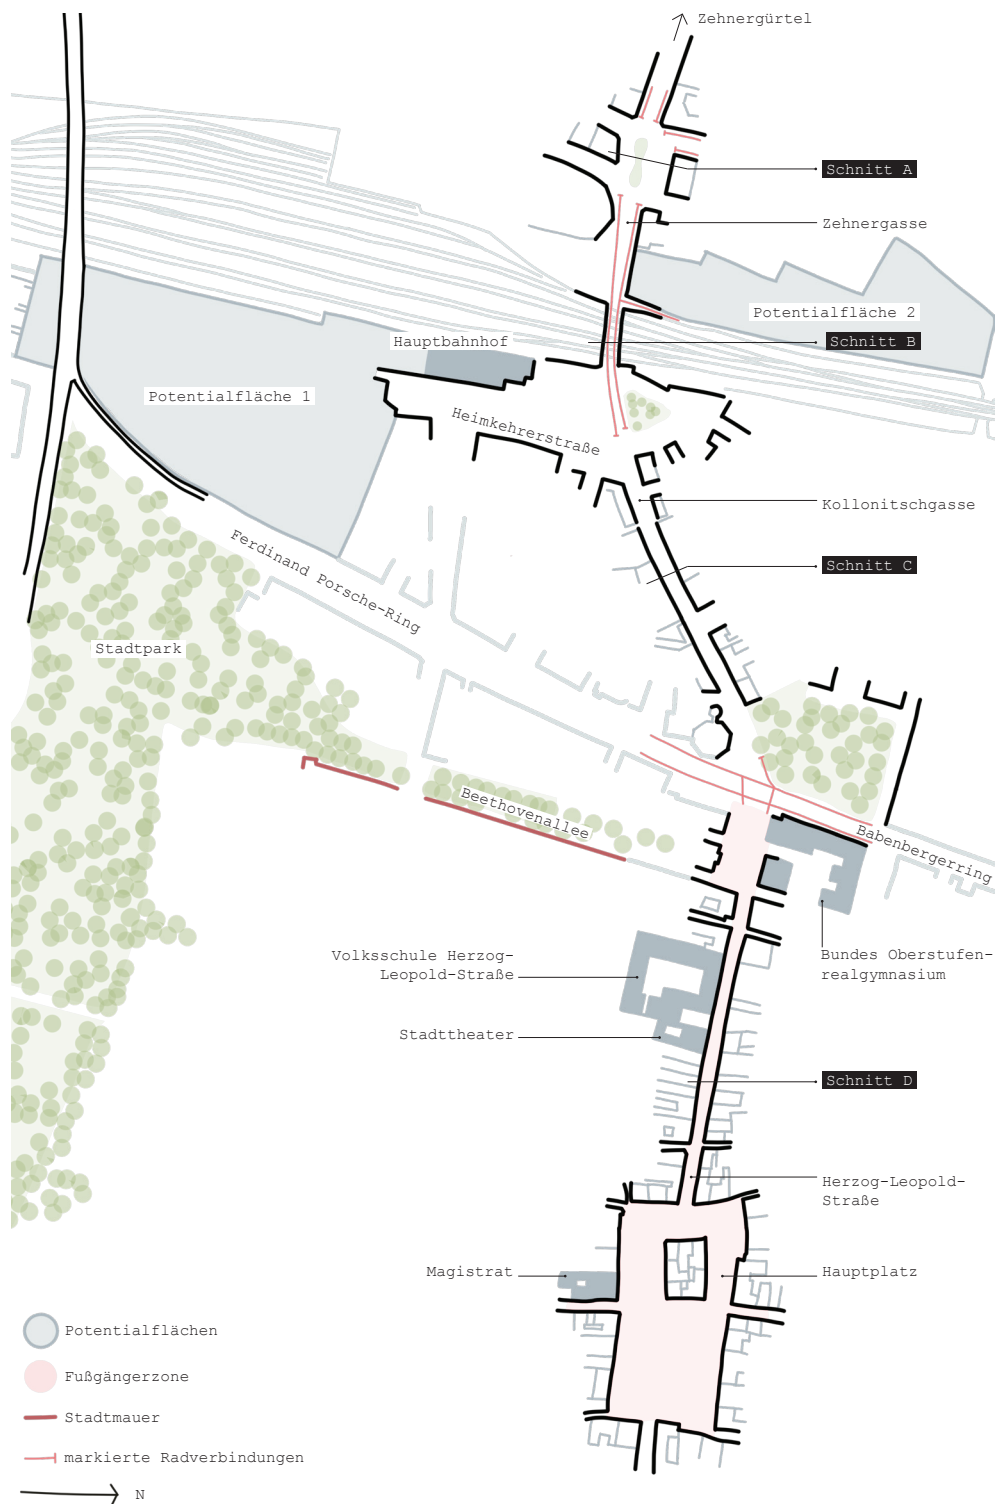 Zehnergürtel
Schnitt A
Zehnergasse
Potentialfläche 2
Hauptbahnhof
Schnitt B
Potentialfläche 1
Heimkehrerstraße
Kollonitschgasse
Ferdinand Porsche-Ring
Schnitt C
Stadtpark
Beethovenallee
Babenbergerring
Volksschule Herzog-
Leopold-Straße
Bundes Oberstufen-
realgymnasium
Stadttheater
Schnitt D
Herzog-Leopold-
Straße
Magistrat
Hauptplatz
Potentialflächen
Fußgängerzone
Stadtmauer
markierte Radverbindungen
N